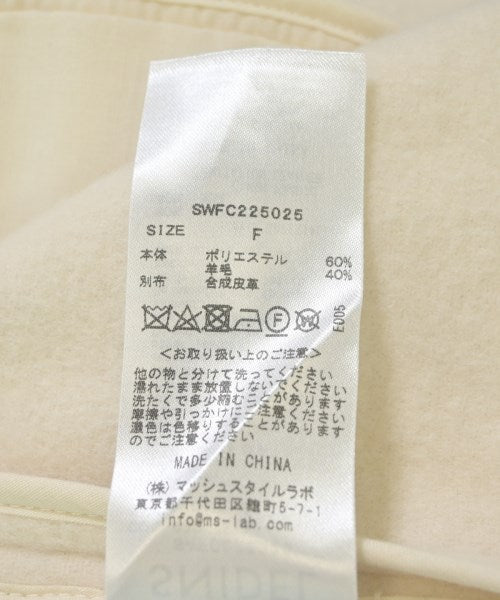 SWFC225025
SIZE F
本体 ポリエステル 60%
羊毛 40%
別布 合成皮革
F W E005
<お取り扱い上のご注意>
他の物と分けて洗ってください
濡れたまま放置しないでください
洗たくで多少縮むことがあります
摩擦や引っかけにご注意ください
濃色は色移りすることがあります
のでご注意ください
MADE IN CHINA
(株)マッシュスタイルラボ
東京都千代田区麹町5-7-1
info@ms-lab.com
SNIDEL